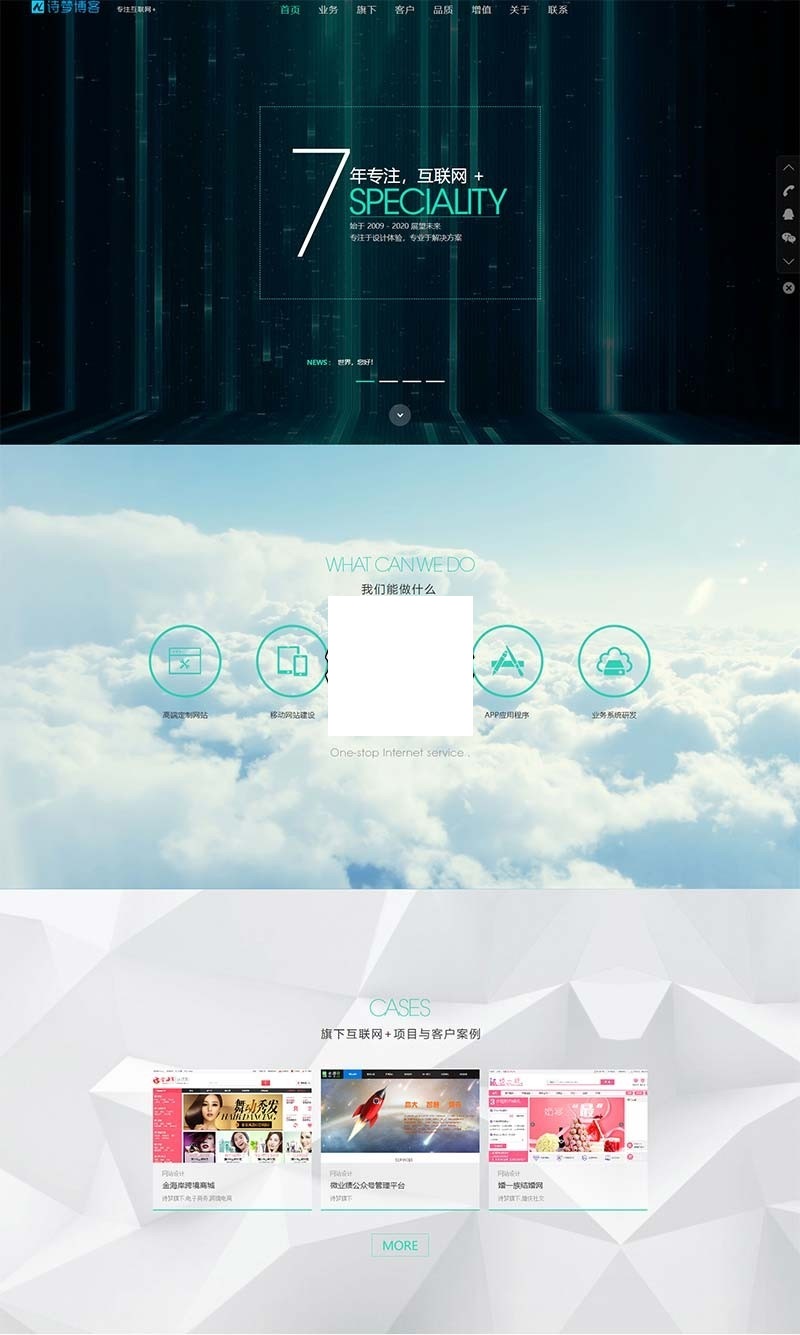 诗梦博客
专注互联网+
首页 业务 旗下 客户 品质 增值 关于 联系
7
年专注，互联网 +
SPECIALITY
始于 2009 - 2020 展望未来
专注于设计体验，专业于解决方案
NEWS： 世界，您好！
WHAT CAN WE DO
我们能做什么
高端定制网站 移动网站建设 APP应用程序 业务系统研发
One-stop Internet service .
CASES
旗下互联网+项目与客户案例
舞动秀发
HAIR DANCING
网站设计
金海岸跨境商城
诗梦旗下,电子商务,跨境电商
网站设计
微业绩公众号管理平台
诗梦旗下
网站设计
婚一族结婚网
诗梦旗下,婚庆社交
MORE